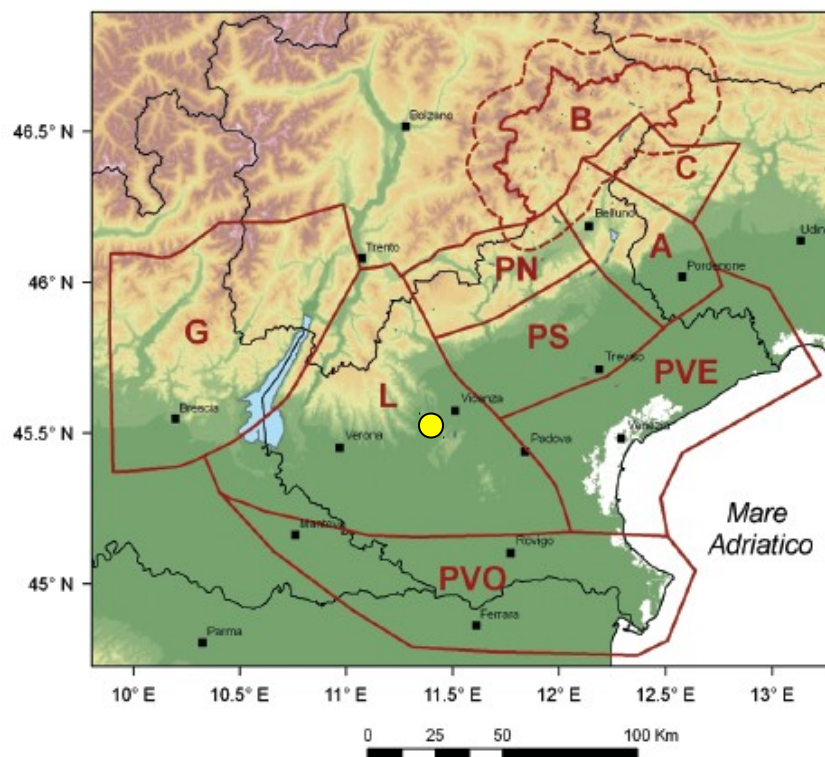 46.5° N
Bolzano
B
C
Belluno
Udin
Trento
A
PN
Pordenone
46° N
G
PS
Treviso
PVE
Brescia
L
Vicenza
45.5° N
Verona
Padova
Venezia
Mare
Adriatico
Mantova
Rovigo
45° N
PVO
Ferrara
Parma
10° E
10.5° E
11° E
11.5° E
12° E
12.5° E
13° E
0 25 50 100 Km